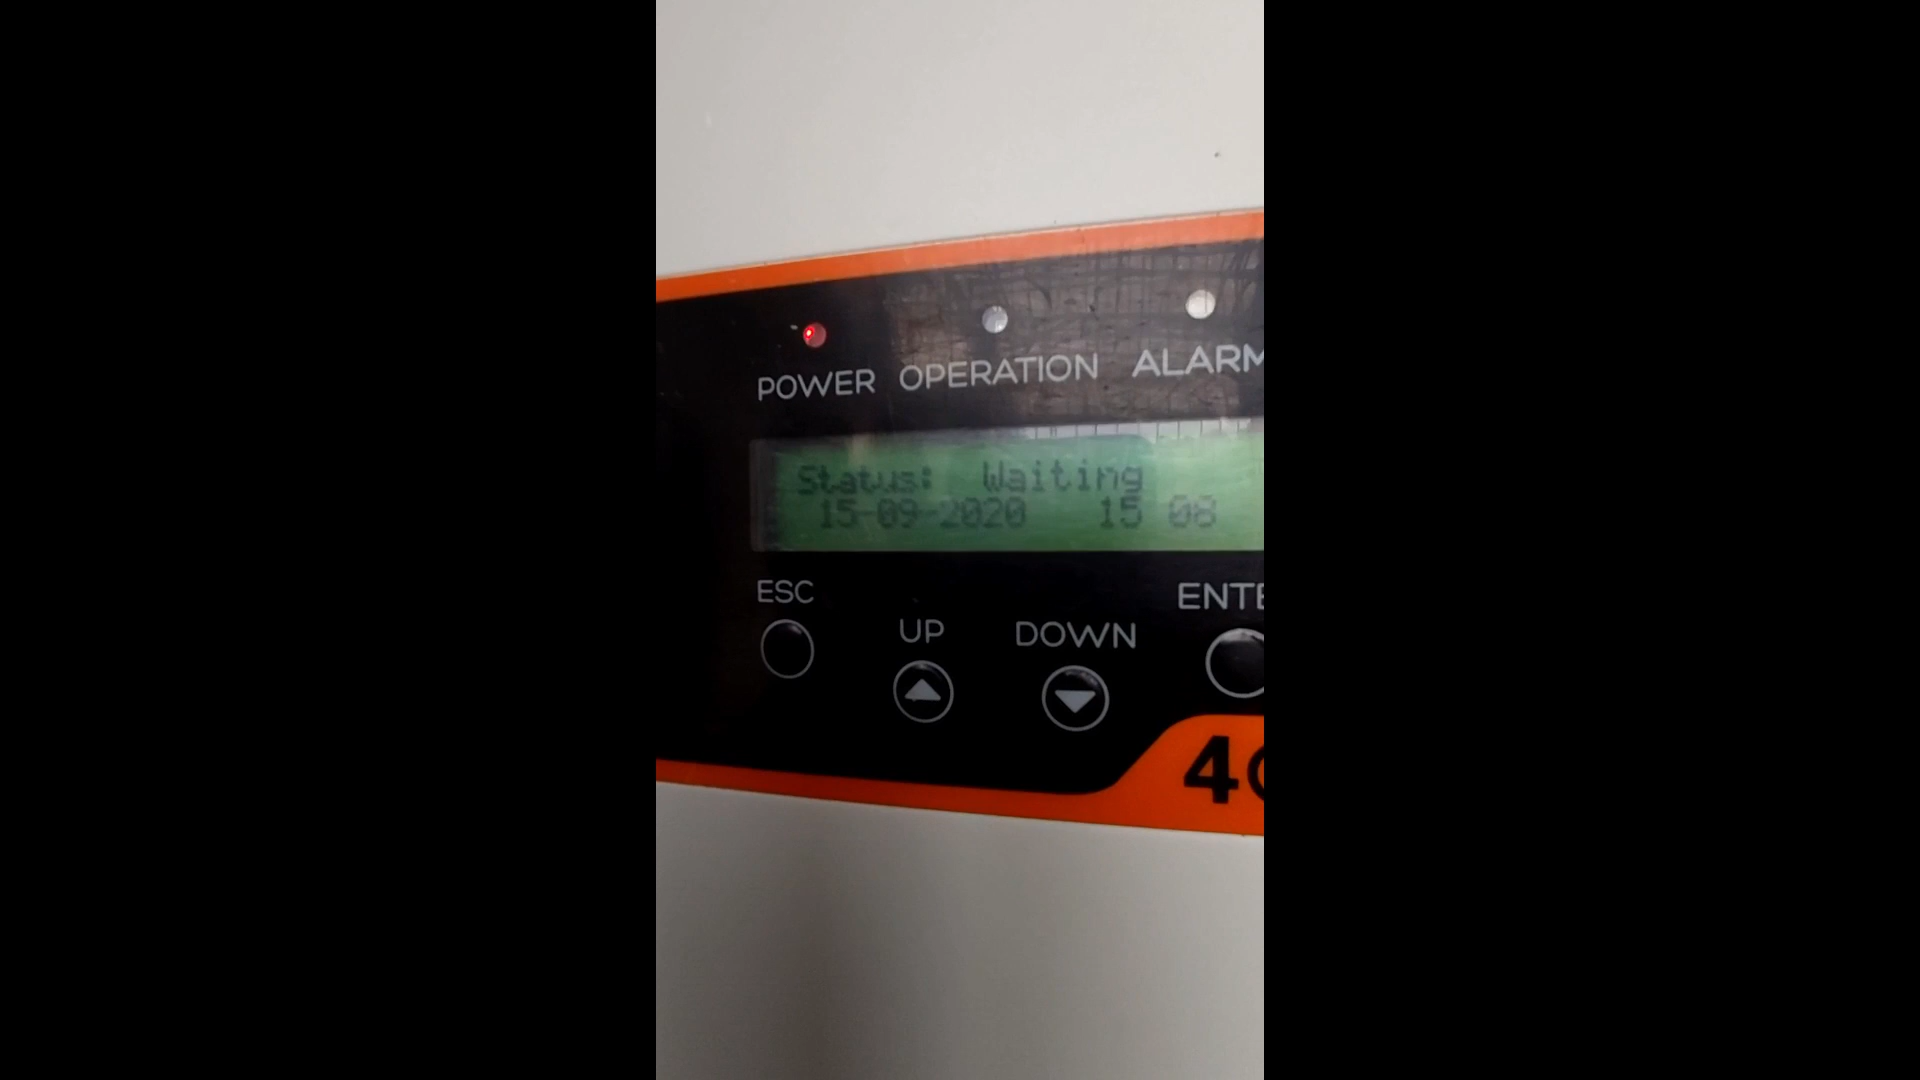 POWER OPERATION ALARM
Status: Waiting
15-09-2020 15 08
ESC UP DOWN ENTE
4